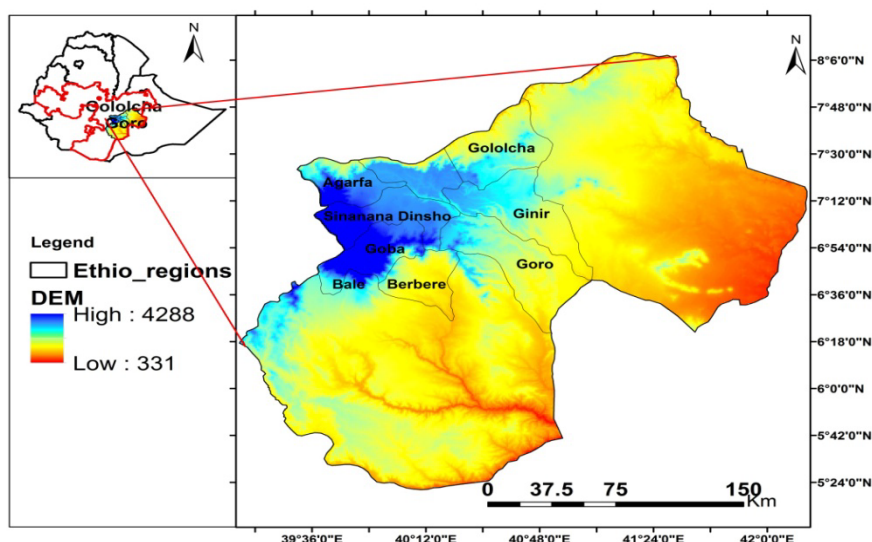 N
Gololcha
Goro
Legend
Ethio_regions
DEM
High : 4288
Low : 331
N
Gololcha
Agarfa
Sinanana Dinsho
Ginir
Goba
Goro
Bale
Berbere
8°6'0"N
7°48'0"N
7°30'0"N
7°12'0"N
6°54'0"N
6°36'0"N
6°18'0"N
6°0'0"N
5°42'0"N
5°24'0"N
0 37.5 75 150
Km
39°36'0"E 40°12'0"E 40°48'0"E 41°24'0"E 42°0'0"E